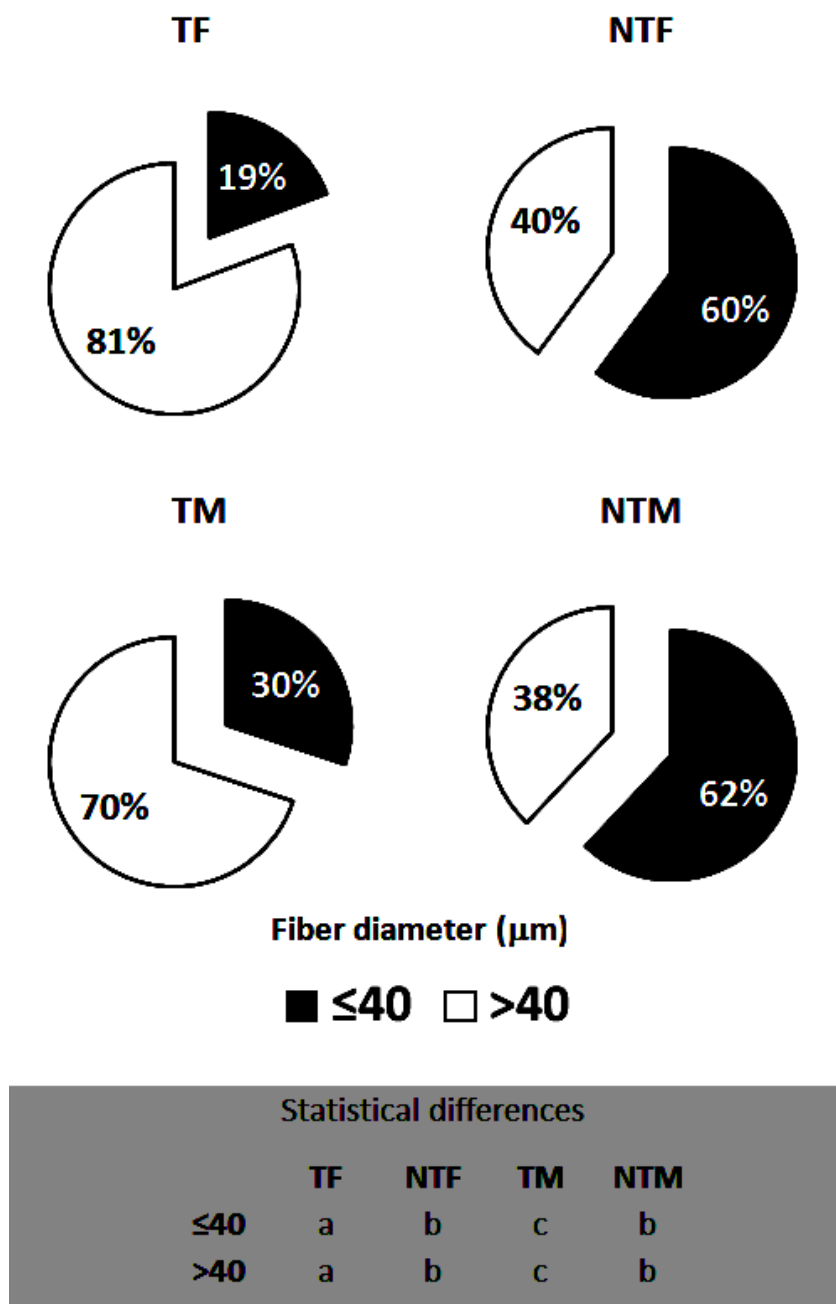 TF NTF
19%
81%
40%
60%
TM NTM
30%
70%
38%
62%
Fiber diameter (μm)
≤40 >40
Statistical differences
TF NTF TM NTM
≤40 a b c b
>40 a b c b